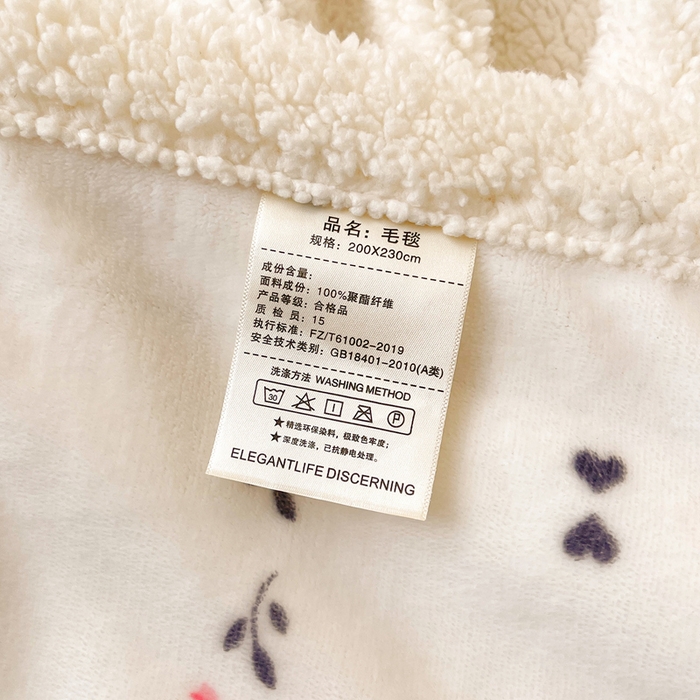 品名：毛毯
规格：200X230cm
成份含量：
面料成份：100%聚酯纤维
产品等级：合格品
质 检 员：15
执行标准：FZ/T61002-2019
安全技术类别：GB18401-2010(A类)
洗涤方法 WASHING METHOD
30 P
★精选环保染料，极致色牢度；
★深度洗涤，已抗静电处理。
ELEGANTLIFE DISCERNING